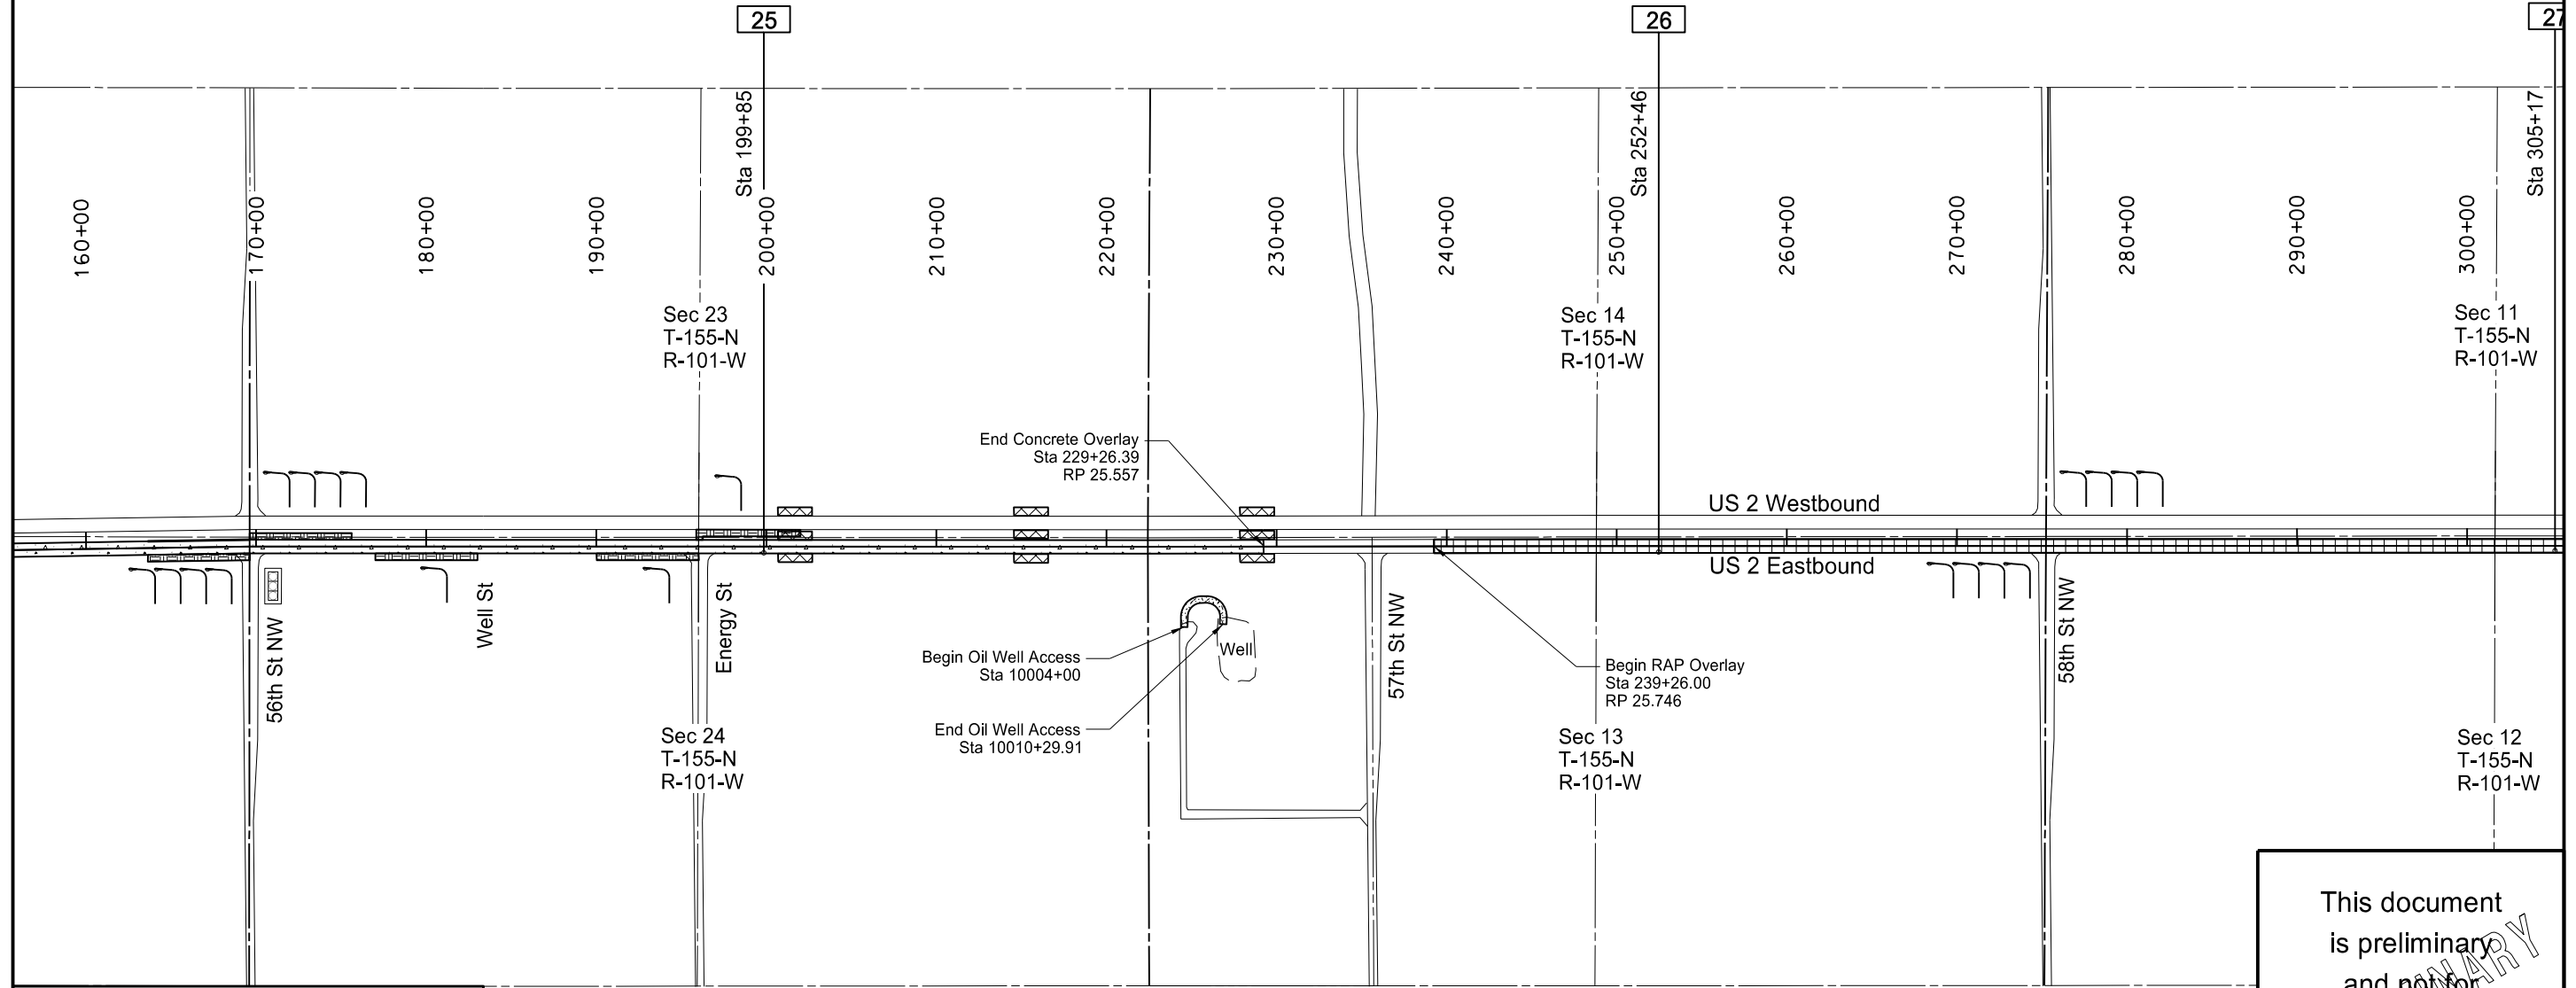 25
26
27
Sta 199+85
Sta 252+46
Sta 305+17
160+00
170+00
180+00
190+00
200+00
210+00
220+00
230+00
240+00
250+00
260+00
270+00
280+00
290+00
300+00
Sec 23
T-155-N
R-101-W
Sec 14
T-155-N
R-101-W
Sec 11
T-155-N
R-101-W
End Concrete Overlay
Sta 229+26.39
RP 25.557
US 2 Westbound
US 2 Eastbound
56th St NW
Well St
Energy St
57th St NW
58th St NW
Well
Begin Oil Well Access
Sta 10004+00
End Oil Well Access
Sta 10010+29.91
Begin RAP Overlay
Sta 239+26.00
RP 25.746
Sec 24
T-155-N
R-101-W
Sec 13
T-155-N
R-101-W
Sec 12
T-155-N
R-101-W
This document
is preliminary
and not for